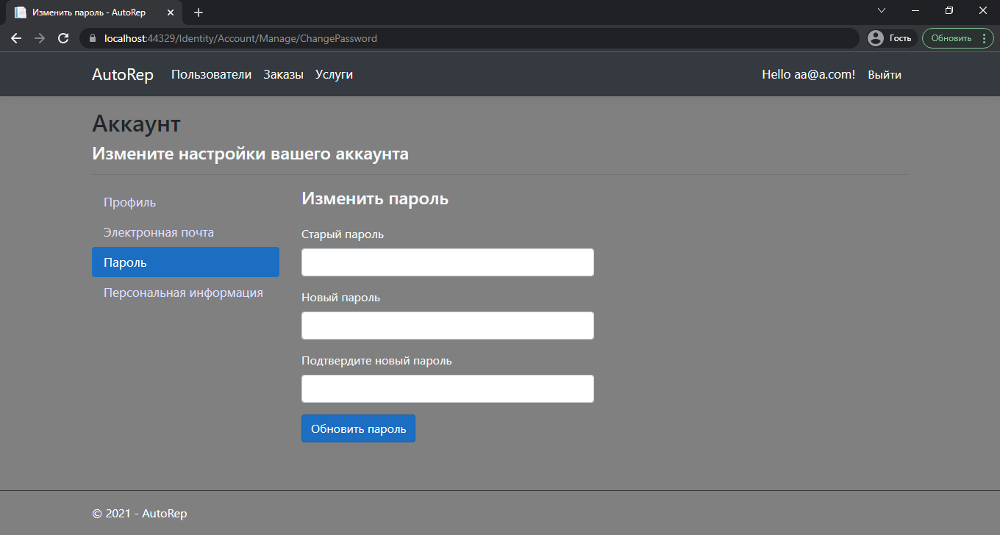 Изменить пароль - AutoRep
localhost:44329/Identity/Account/Manage/ChangePassword
Гость
Обновить
AutoRep Пользователи Заказы Услуги Hello aa@a.com! Выйти
Аккаунт
Измените настройки вашего аккаунта
Профиль
Электронная почта
Пароль
Персональная информация
Изменить пароль
Старый пароль
Новый пароль
Подтвердите новый пароль
Обновить пароль
© 2021 - AutoRep